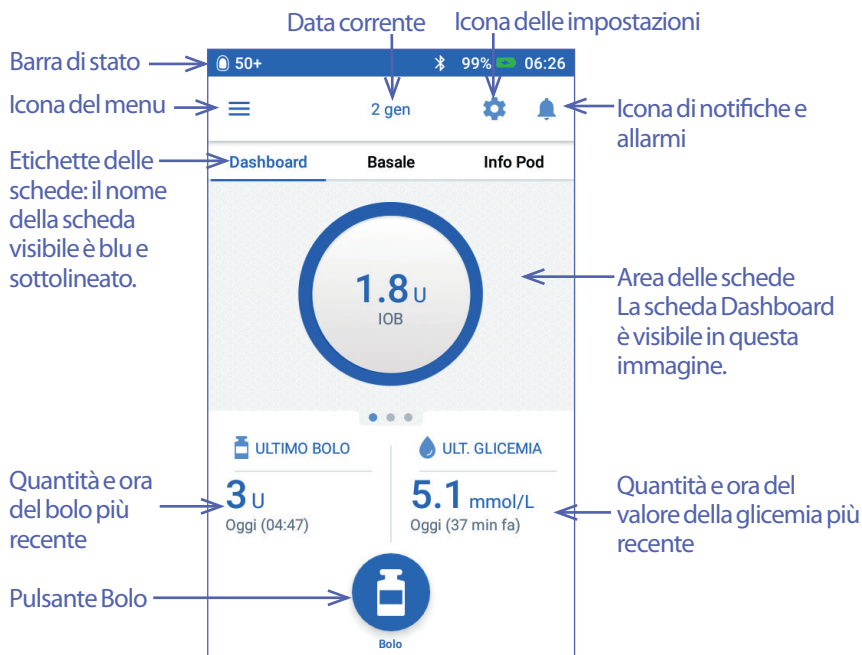 Data corrente
Icona delle impostazioni
Barra di stato
50+
99%
06:26
Icona del menu
2 gen
Icona di notifiche e
allarmi
Etichette delle
schede: il nome
della scheda
visibile è blu e
sottolineato.
Dashboard
Basale
Info Pod
1.8 U
IOB
Area delle schede
La scheda Dashboard
è visibile in questa
immagine.
ULTIMO BOLO
ULT. GLICEMIA
Quantità e ora
del bolo più
recente
3 U
Oggi (04:47)
5.1 mmol/L
Oggi (37 min fa)
Quantità e ora del
valore della glicemia più
recente
Pulsante Bolo
Bolo